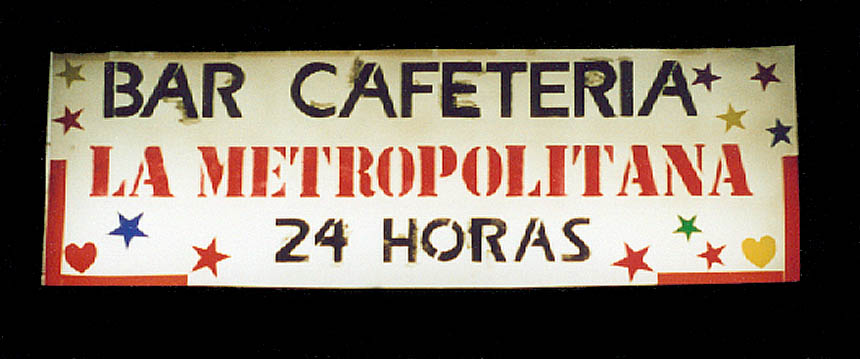 BAR CAFETERIA
LA METROPOLITANA
24 HORAS